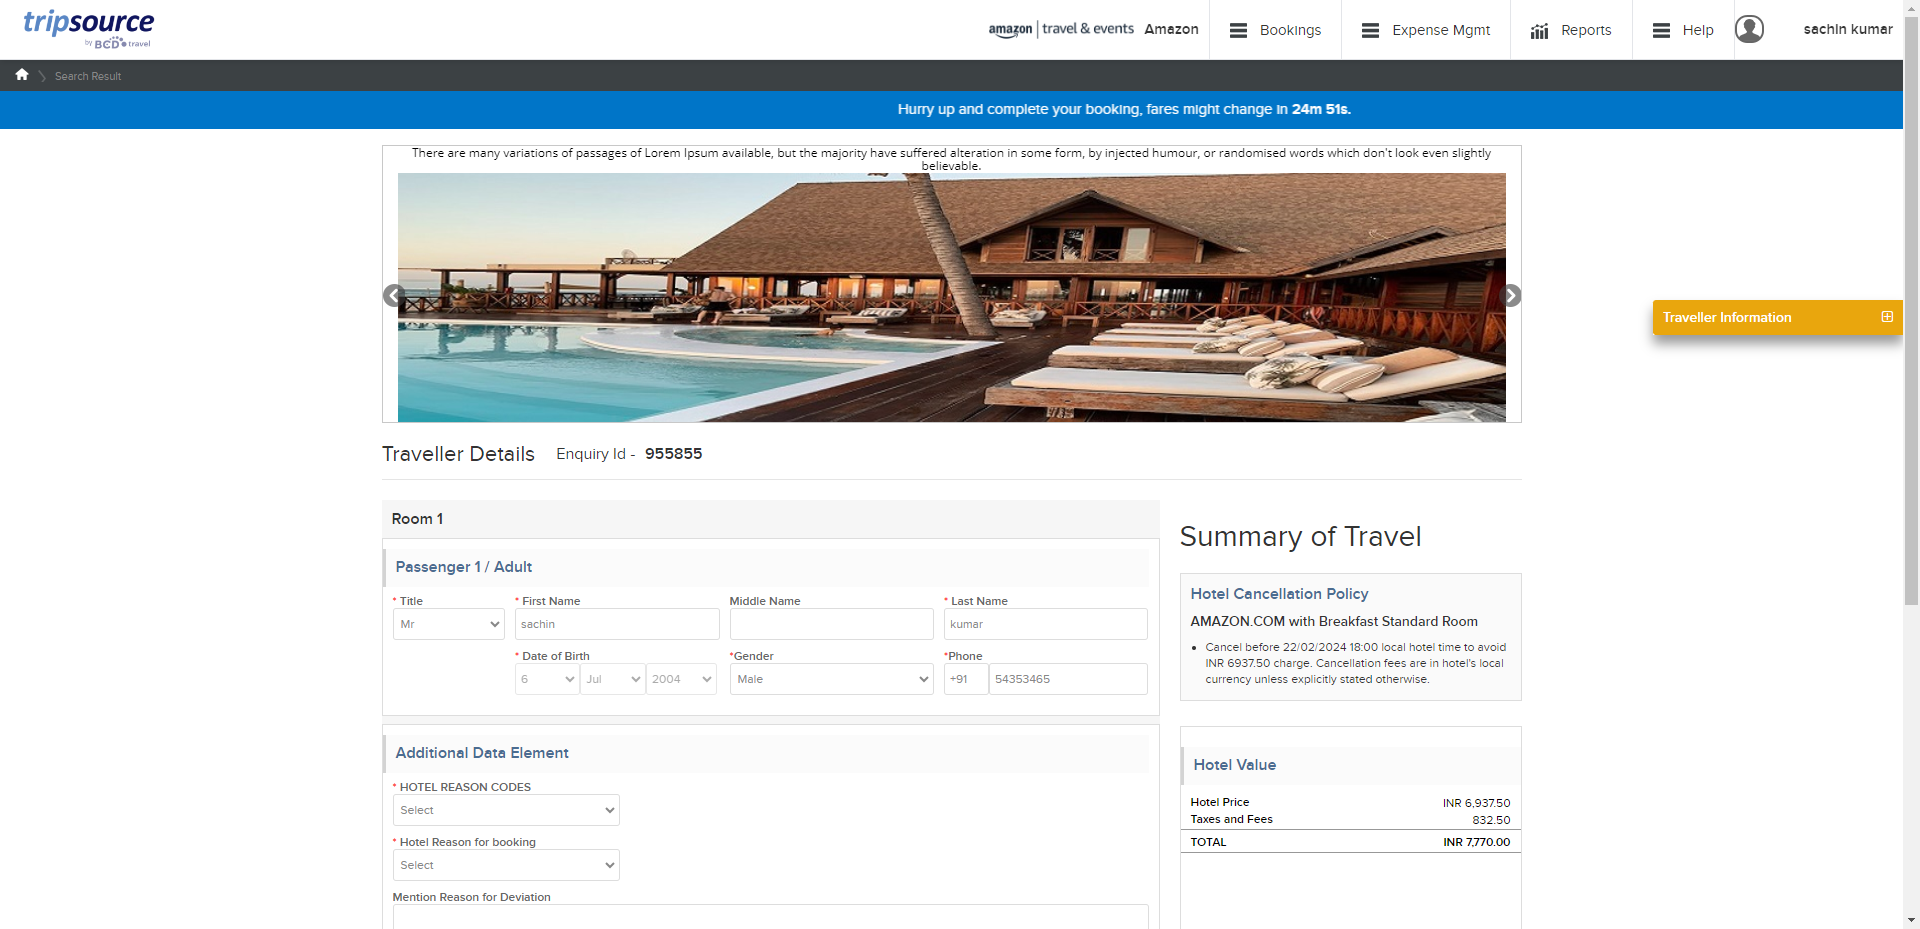 tripsource
by BCD travel
amazon travel & events Amazon Bookings Expense Mgmt Reports Help sachin kumar
Search Result
Hurry up and complete your booking, fares might change in 24m 51s.
There are many variations of passages of Lorem Ipsum available, but the majority have suffered alteration in some form, by injected humour, or randomised words which don't look even slightly
believable.
Traveller Information
Traveller Details Enquiry Id - 955855
Room 1
Passenger 1 / Adult
* Title * First Name Middle Name * Last Name
Mr sachin kumar
* Date of Birth *Gender *Phone
6 Jul 2004 Male +91 54353465
Additional Data Element
* HOTEL REASON CODES
Select
* Hotel Reason for booking
Select
Mention Reason for Deviation
Summary of Travel
Hotel Cancellation Policy
AMAZON.COM with Breakfast Standard Room
Cancel before 22/02/2024 18:00 local hotel time to avoid
INR 6937.50 charge. Cancellation fees are in hotel's local
currency unless explicitly stated otherwise.
Hotel Value
Hotel Price INR 6,937.50
Taxes and Fees 832.50
TOTAL INR 7,770.00